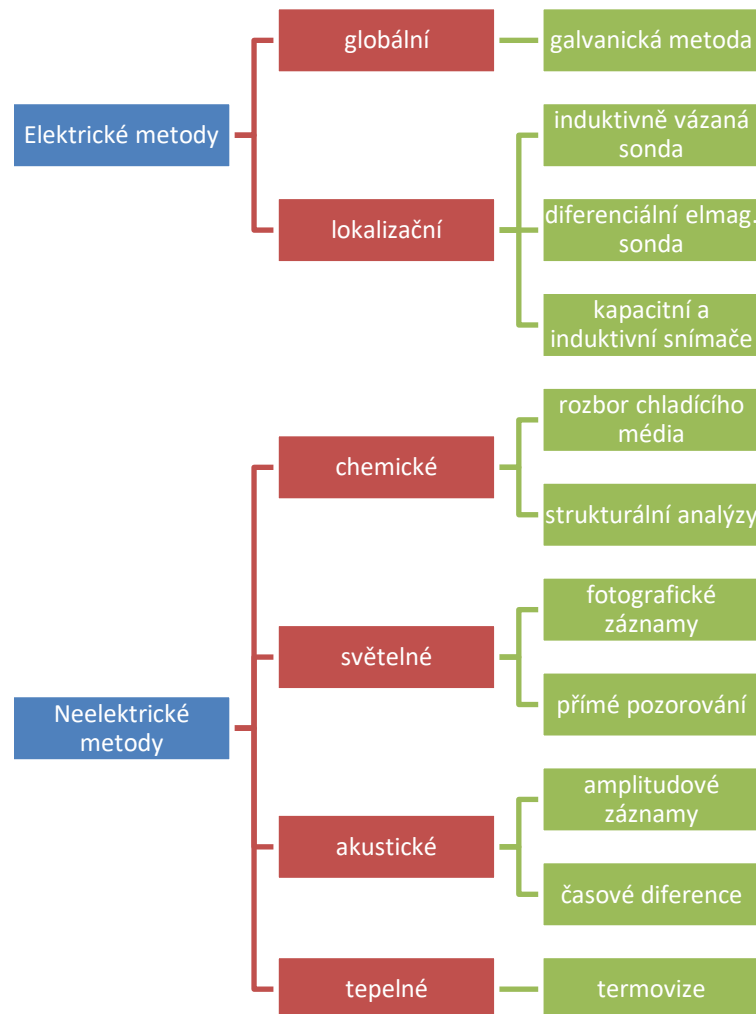 globální
galvanická metoda
Elektrické metody
induktivně vázaná
sonda
lokalizační
diferenciální elmag.
sonda
kapacitní a
induktivní snímače
rozbor chladícího
média
chemické
strukturální analýzy
fotografické
záznamy
světelné
Neelektrické
metody
přímé pozorování
amplitudové
záznamy
akustické
časové diference
tepelné
termovize